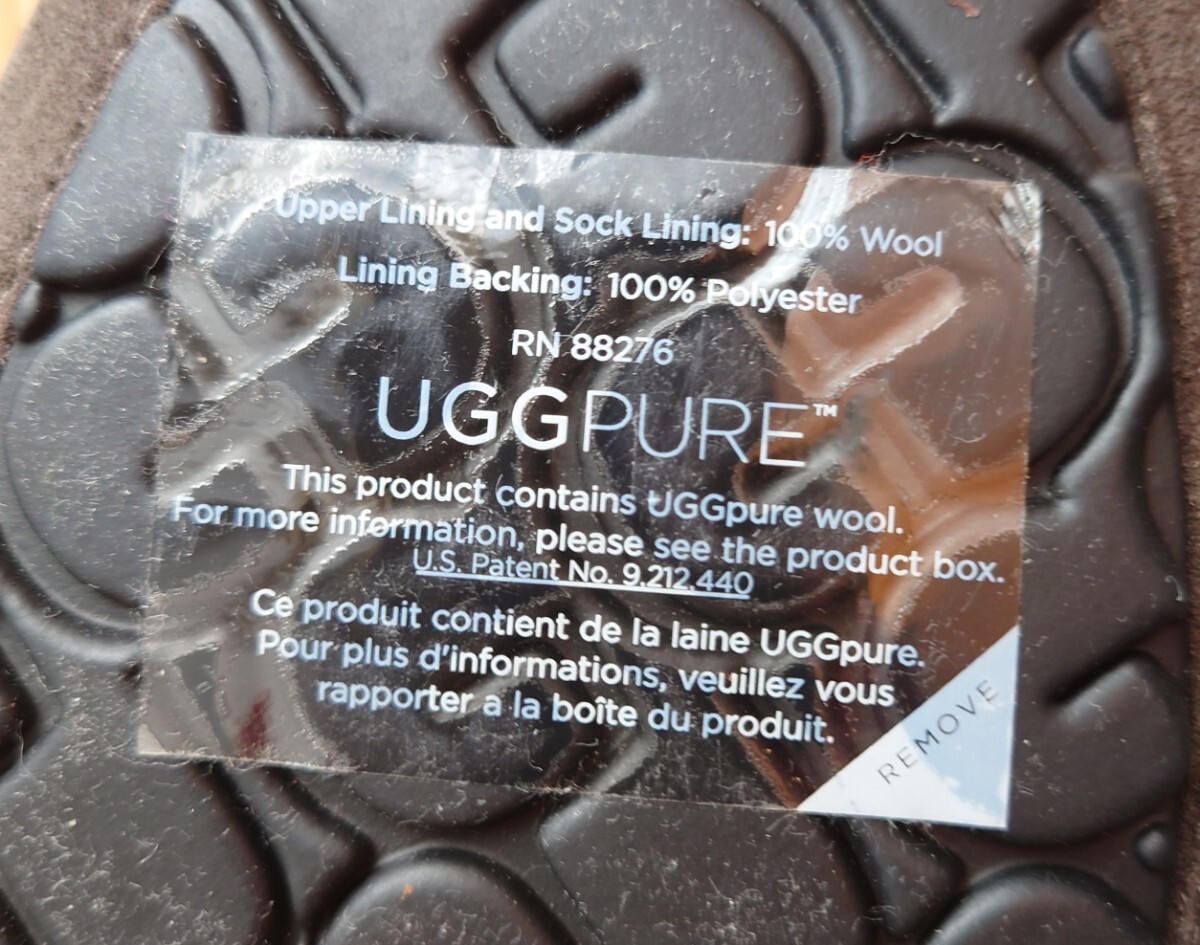 Upper Lining and Sock Lining: 100% Wool
Lining Backing: 100% Polyester
RN 88276
UGGPURE™
This product contains UGGpure wool.
For more information, please see the product box.
U.S. Patent No. 9,212,440
Ce produit contient de la laine UGGpure.
Pour plus d'informations, veuillez vous
rapporter a la boîte du produit.
REMOVE